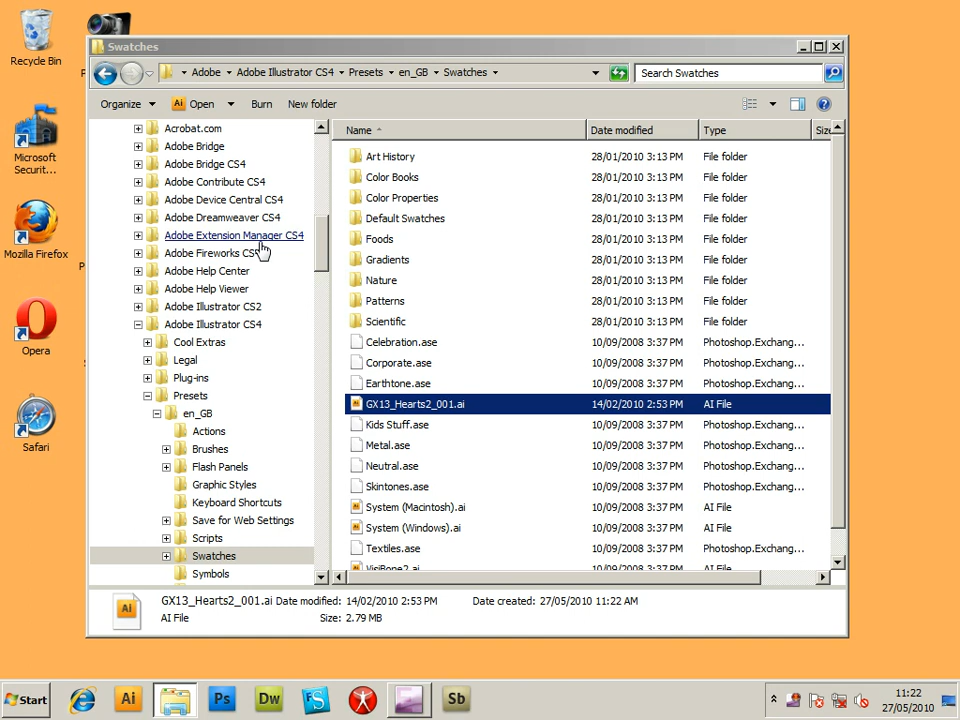 Recycle Bin
Microsoft
Securit...
Mozilla Firefox
Opera
Safari
Swatches
Adobe Adobe Illustrator CS4 Presets en_GB Swatches
Search Swatches
Organize Open Burn New folder
Acrobat.com
Adobe Bridge
Adobe Bridge CS4
Adobe Contribute CS4
Adobe Device Central CS4
Adobe Dreamweaver CS4
Adobe Extension Manager CS4
Adobe Fireworks CS
Adobe Help Center
Adobe Help Viewer
Adobe Illustrator CS2
Adobe Illustrator CS4
Cool Extras
Legal
Plug-ins
Presets
en_GB
Actions
Brushes
Flash Panels
Graphic Styles
Keyboard Shortcuts
Save for Web Settings
Scripts
Swatches
Symbols
Name Date modified Type Size
Art History 28/01/2010 3:13 PM File folder
Color Books 28/01/2010 3:13 PM File folder
Color Properties 28/01/2010 3:13 PM File folder
Default Swatches 28/01/2010 3:13 PM File folder
Foods 28/01/2010 3:13 PM File folder
Gradients 28/01/2010 3:13 PM File folder
Nature 28/01/2010 3:13 PM File folder
Patterns 28/01/2010 3:13 PM File folder
Scientific 28/01/2010 3:13 PM File folder
Celebration.ase 10/09/2008 3:37 PM Photoshop.Exchang...
Corporate.ase 10/09/2008 3:37 PM Photoshop.Exchang...
Earthtone.ase 10/09/2008 3:37 PM Photoshop.Exchang...
GX13_Hearts2_001.ai 14/02/2010 2:53 PM AI File
Kids Stuff.ase 10/09/2008 3:37 PM Photoshop.Exchang...
Metal.ase 10/09/2008 3:37 PM Photoshop.Exchang...
Neutral.ase 10/09/2008 3:37 PM Photoshop.Exchang...
Skintones.ase 10/09/2008 3:37 PM Photoshop.Exchang...
System (Macintosh).ai 10/09/2008 3:37 PM AI File
System (Windows).ai 10/09/2008 3:37 PM AI File
Textiles.ase 10/09/2008 3:37 PM Photoshop.Exchang...
VisiBone2.ai 10/09/2008 3:37 PM AI File
GX13_Hearts2_001.ai Date modified: 14/02/2010 2:53 PM Date created: 27/05/2010 11:22 AM
AI File Size: 2.79 MB
Start Ai Ps Dw FS Sb
11:22
27/05/2010